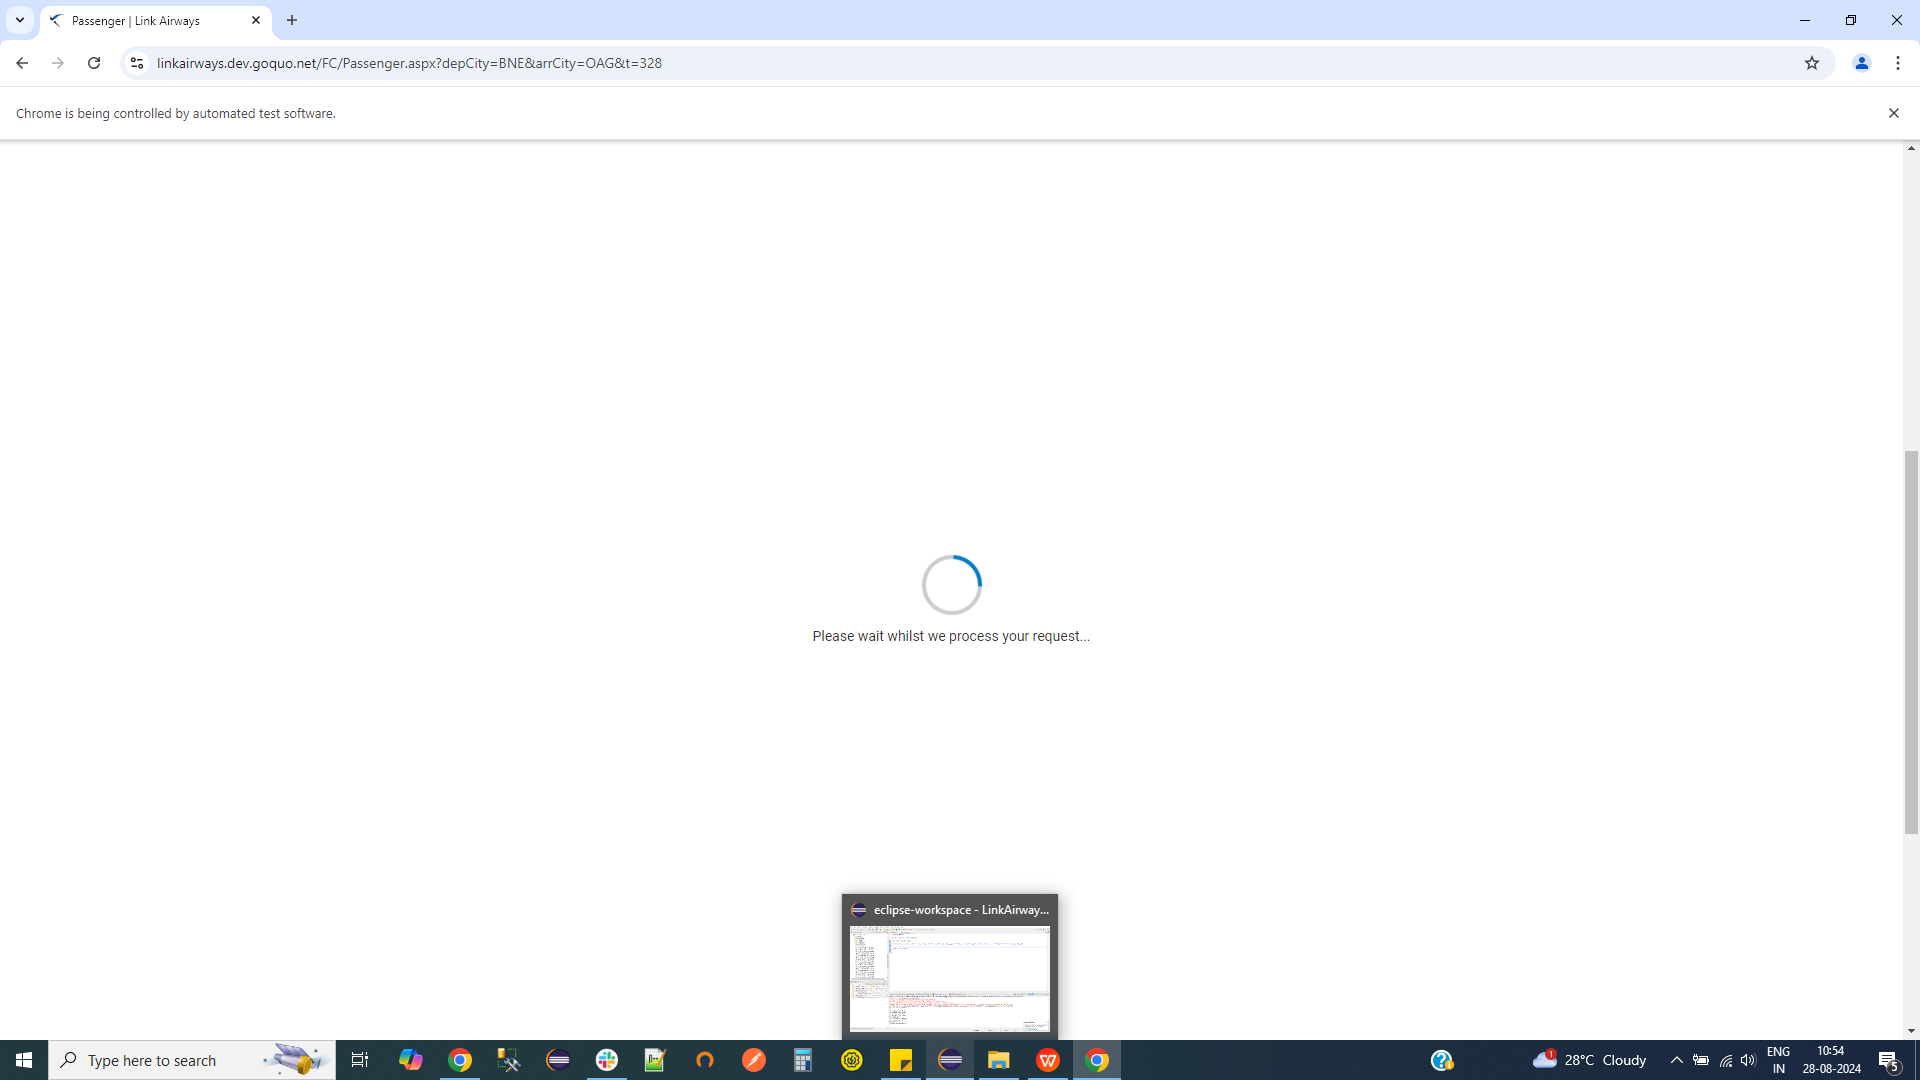 Passenger | Link Airways
linkairways.dev.goquo.net/FC/Passenger.aspx?depCity=BNE&arrCity=OAG&t=328
Chrome is being controlled by automated test software.
Please wait whilst we process your request...
eclipse-workspace - LinkAirway...
Type here to search
1
28°C Cloudy
ENG
IN
10:54
28-08-2024
5